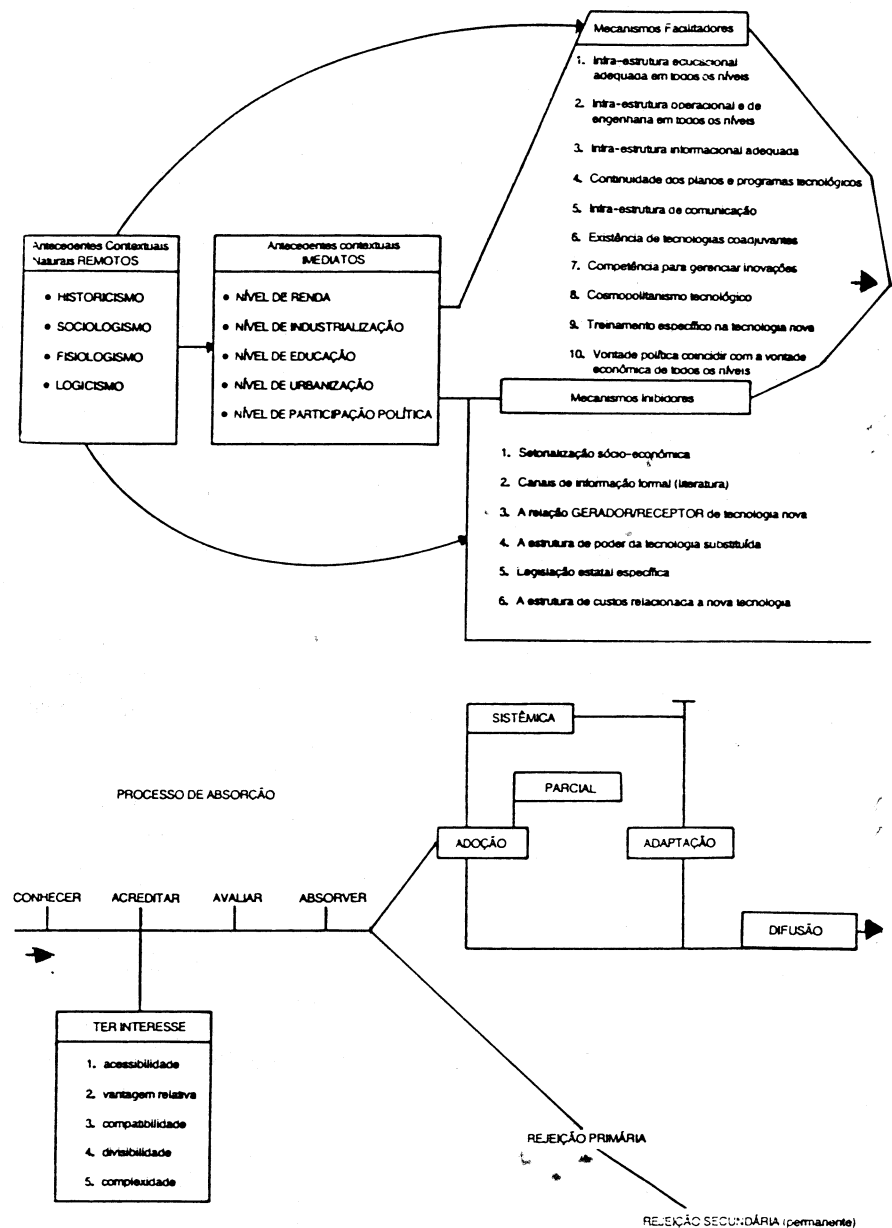 Mecanismos Facilitadores
1. Infra-estrutura educacional
adequada em todos os níveis
2. Infra-estrutura operacional e de
engenharia em todos os níveis
3. Infra-estrutura informacional adequada
4. Continuidade dos planos e programas tecnológicos
5. Infra-estrutura de comunicação
6. Existência de tecnologias coadjuvantes
7. Competência para gerenciar inovações
8. Cosmopolitanismo tecnológico
9. Treinamento específico na tecnologia nova
10. Vontade política coincidir com a vontade
econômica de todos os níveis
Antecedentes Contextuais
Naturais REMOTOS
• HISTORICISMO
• SOCIOLOGISMO
• FISIOLOGISMO
• LOGICISMO
Antecedentes contextuais
IMEDIATOS
• NÍVEL DE RENDA
• NÍVEL DE INDUSTRIALIZAÇÃO
• NÍVEL DE EDUCAÇÃO
• NÍVEL DE URBANIZAÇÃO
• NÍVEL DE PARTICIPAÇÃO POLÍTICA
Mecanismos Inibidores
1. Setorialização sócio-econômica
2. Canais de informação formal (literatura)
3. A relação GERADOR/RECEPTOR de tecnologia nova
4. A estrutura de poder da tecnologia substituída
5. Legislação estatal específica
6. A estrutura de custos relacionada a nova tecnologia
SISTÊMICA
PROCESSO DE ABSORÇÃO
PARCIAL
ADOÇÃO
ADAPTAÇÃO
CONHECER
ACREDITAR
AVALIAR
ABSORVER
DIFUSÃO
TER INTERESSE
1. acessibilidade
2. vantagem relativa
3. compatibilidade
4. divisibilidade
5. complexidade
REJEIÇÃO PRIMÁRIA
REJEIÇÃO SECUNDÁRIA (permanente)